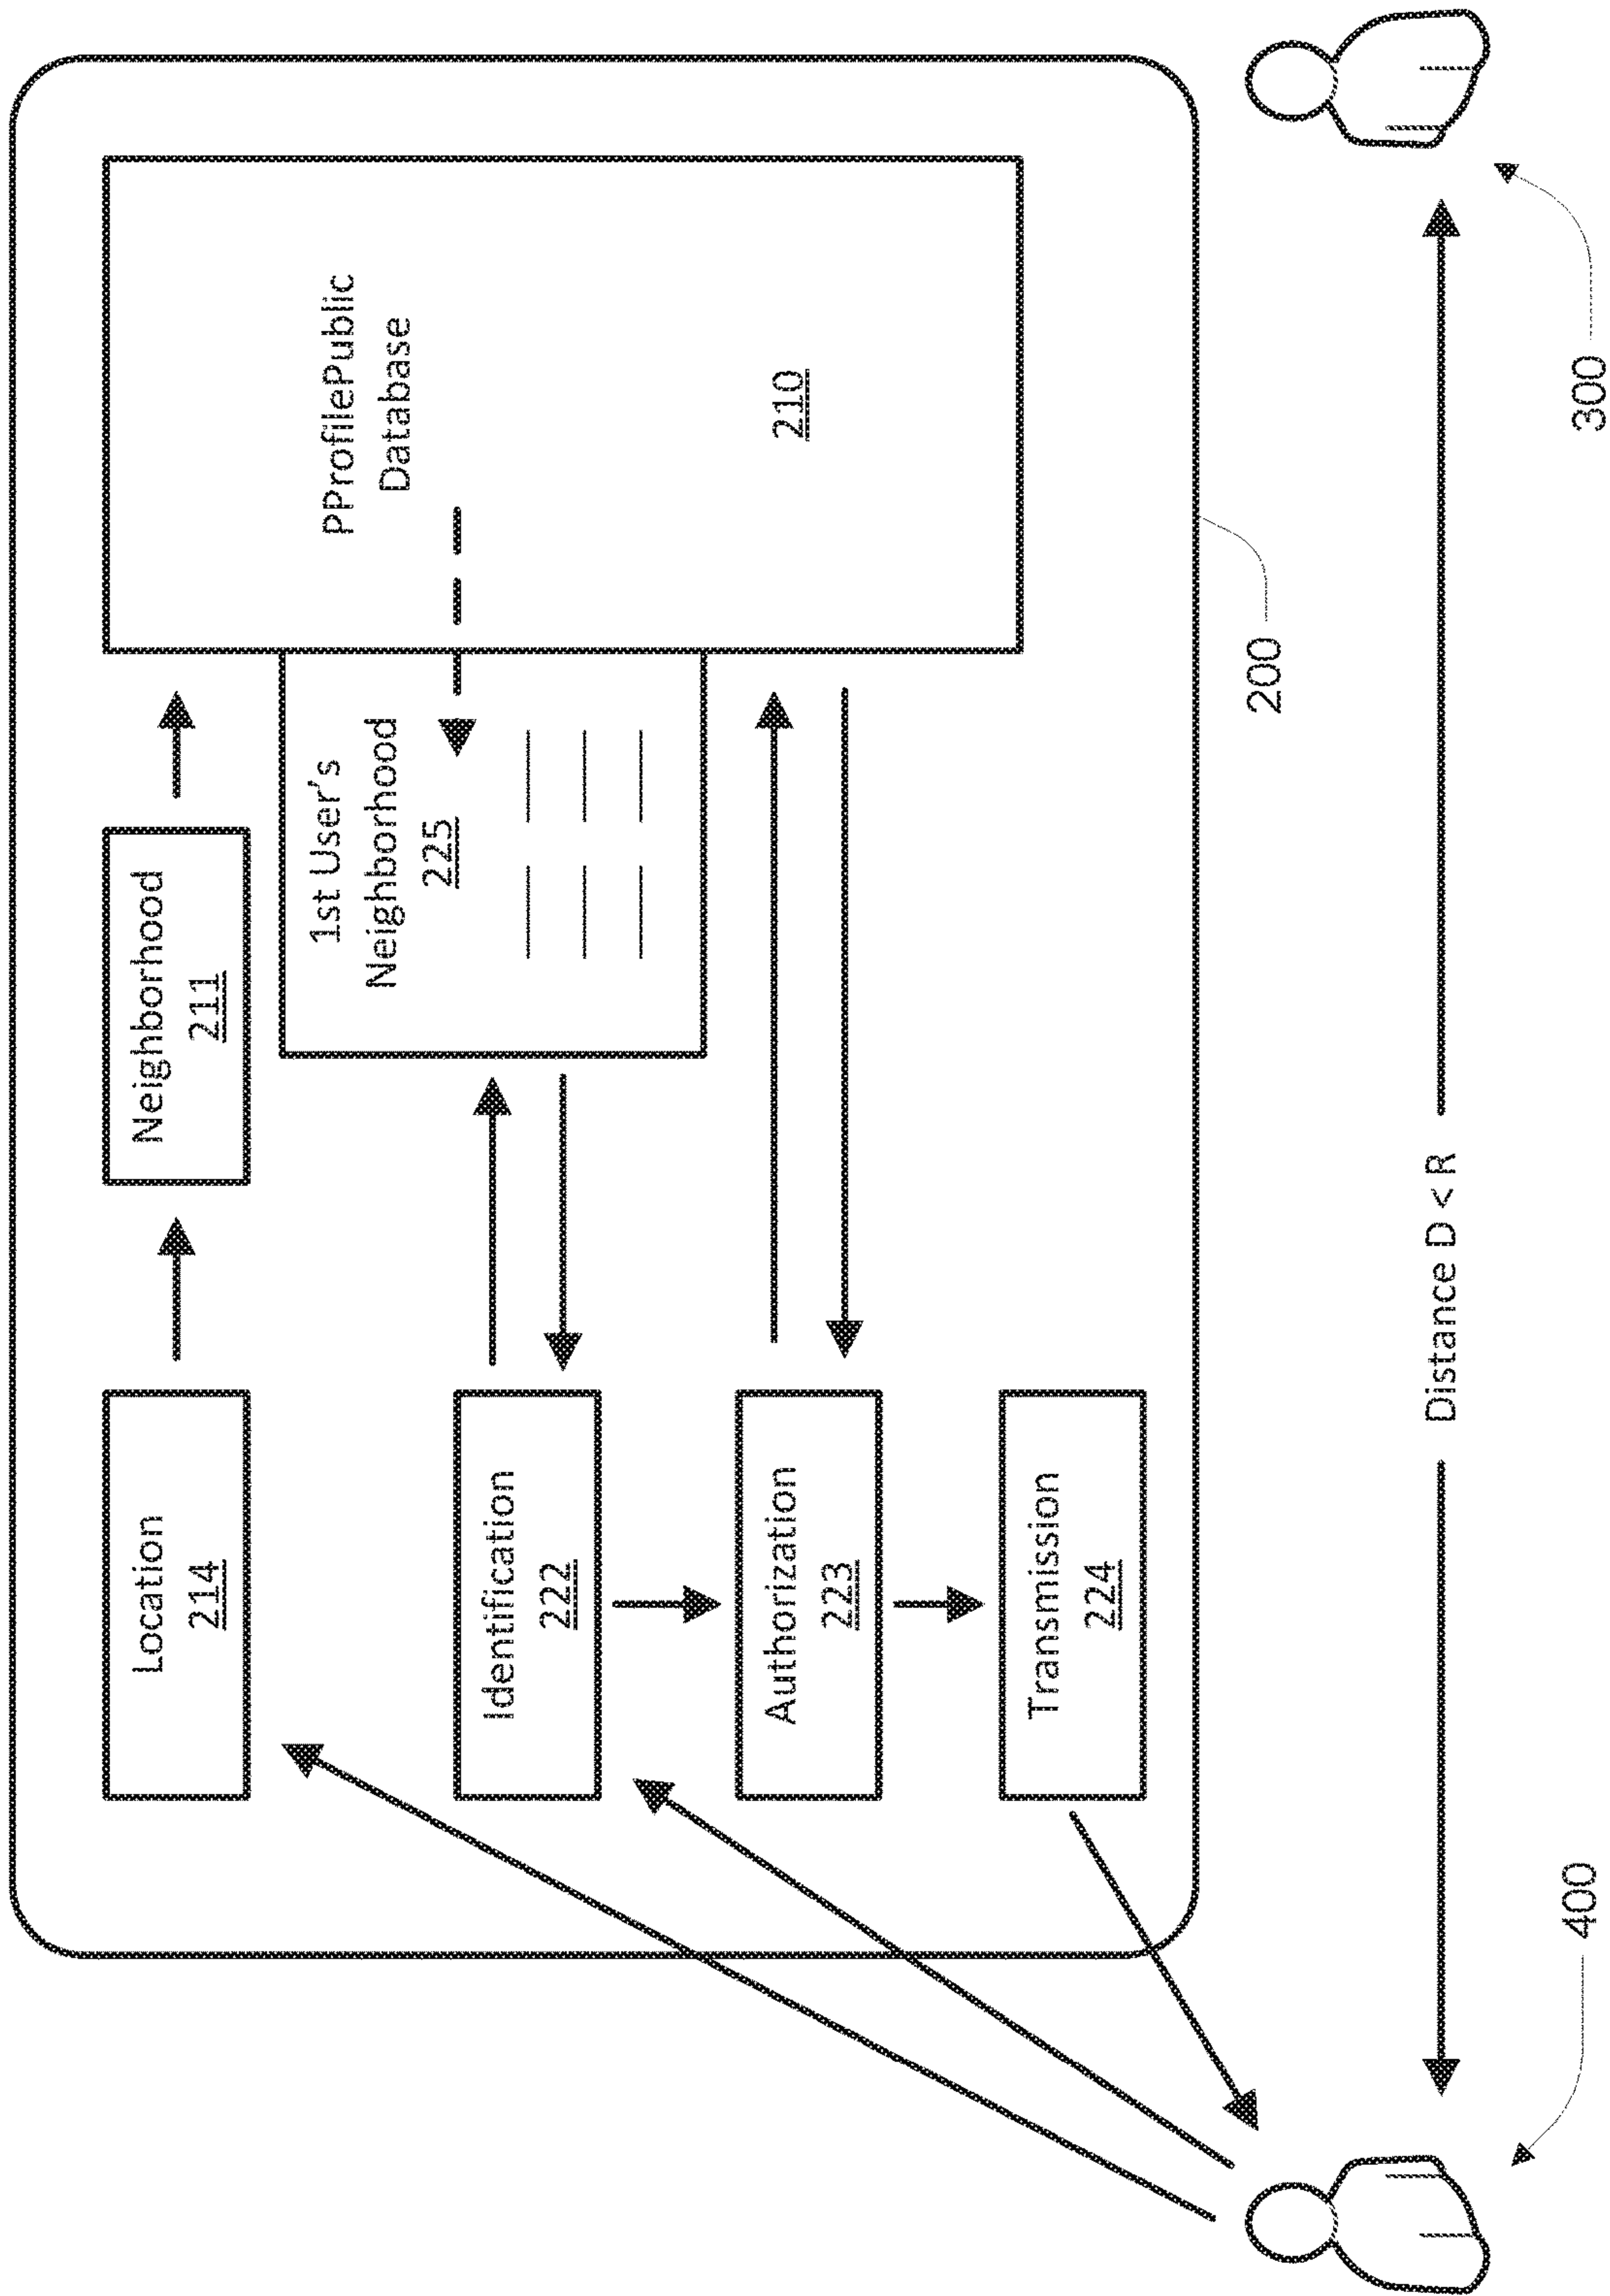 Location
214
Neighborhood
211
PProfilePublic
Database
210
1st User's
Neighborhood
225
Identification
222
Authorization
223
Transmission
224
200
Distance D < R
400
300